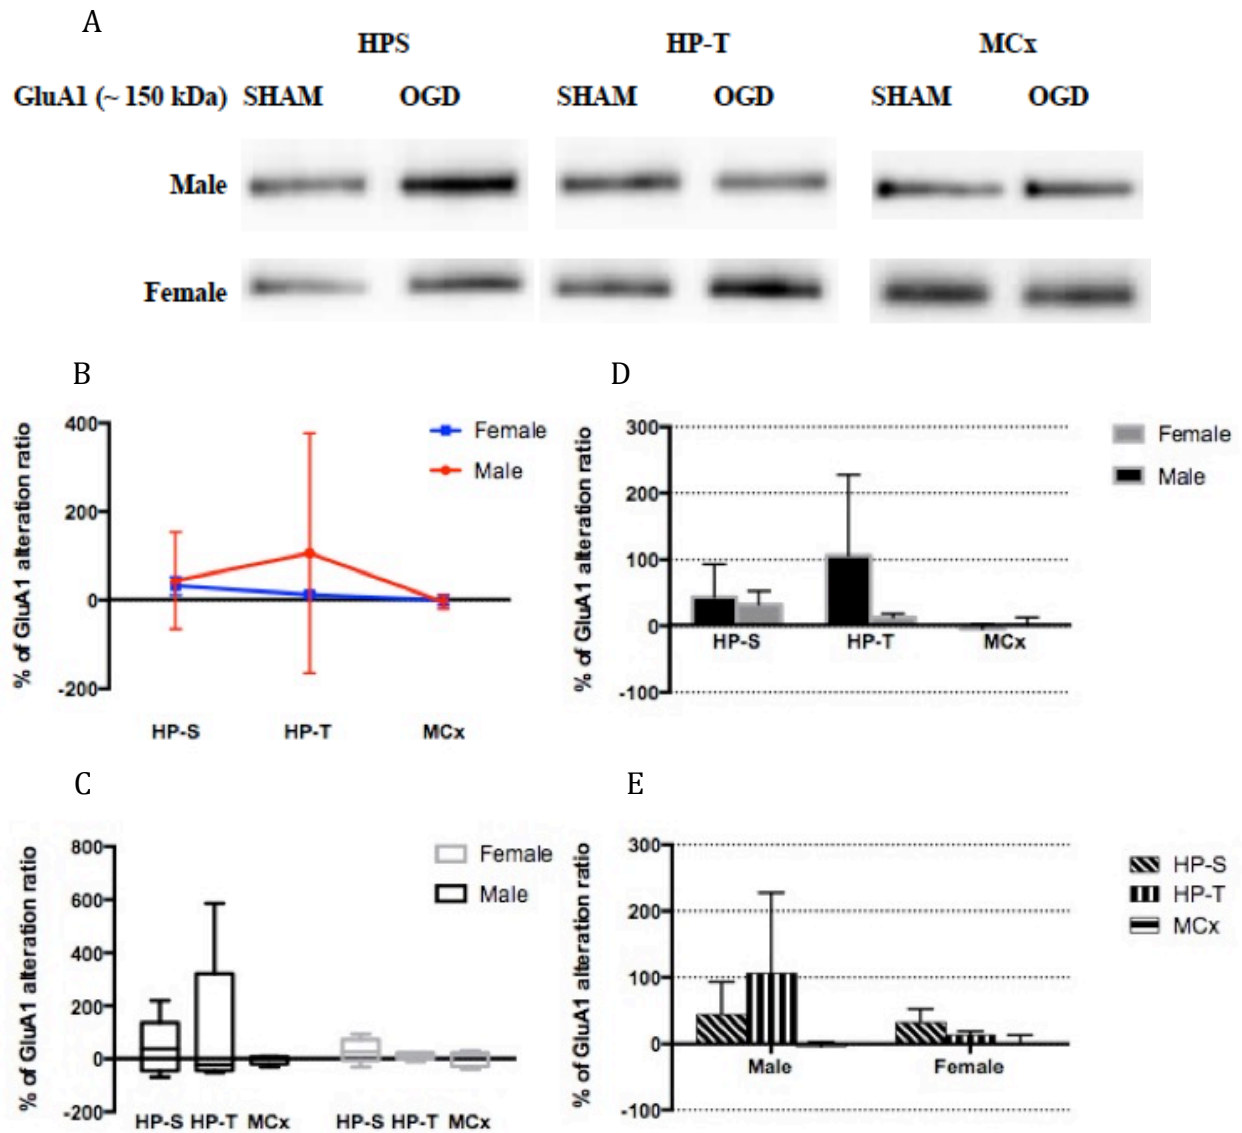 A
HPS HP-T MCx
GluA1 (~ 150 kDa) SHAM OGD SHAM OGD SHAM OGD
Male
Female
B
% of GluA1 alteration ratio
400
200
0
-200
HP-S HP-T MCx
Female
Male
D
% of GluA1 alteration ratio
300
200
100
0
-100
HP-S HP-T MCx
Female
Male
C
% of GluA1 alteration ratio
800
600
400
200
0
-200
HP-S HP-T MCx HP-S HP-T MCx
Female
Male
E
% of GluA1 alteration ratio
300
200
100
0
-100
Male Female
HP-S
HP-T
MCx